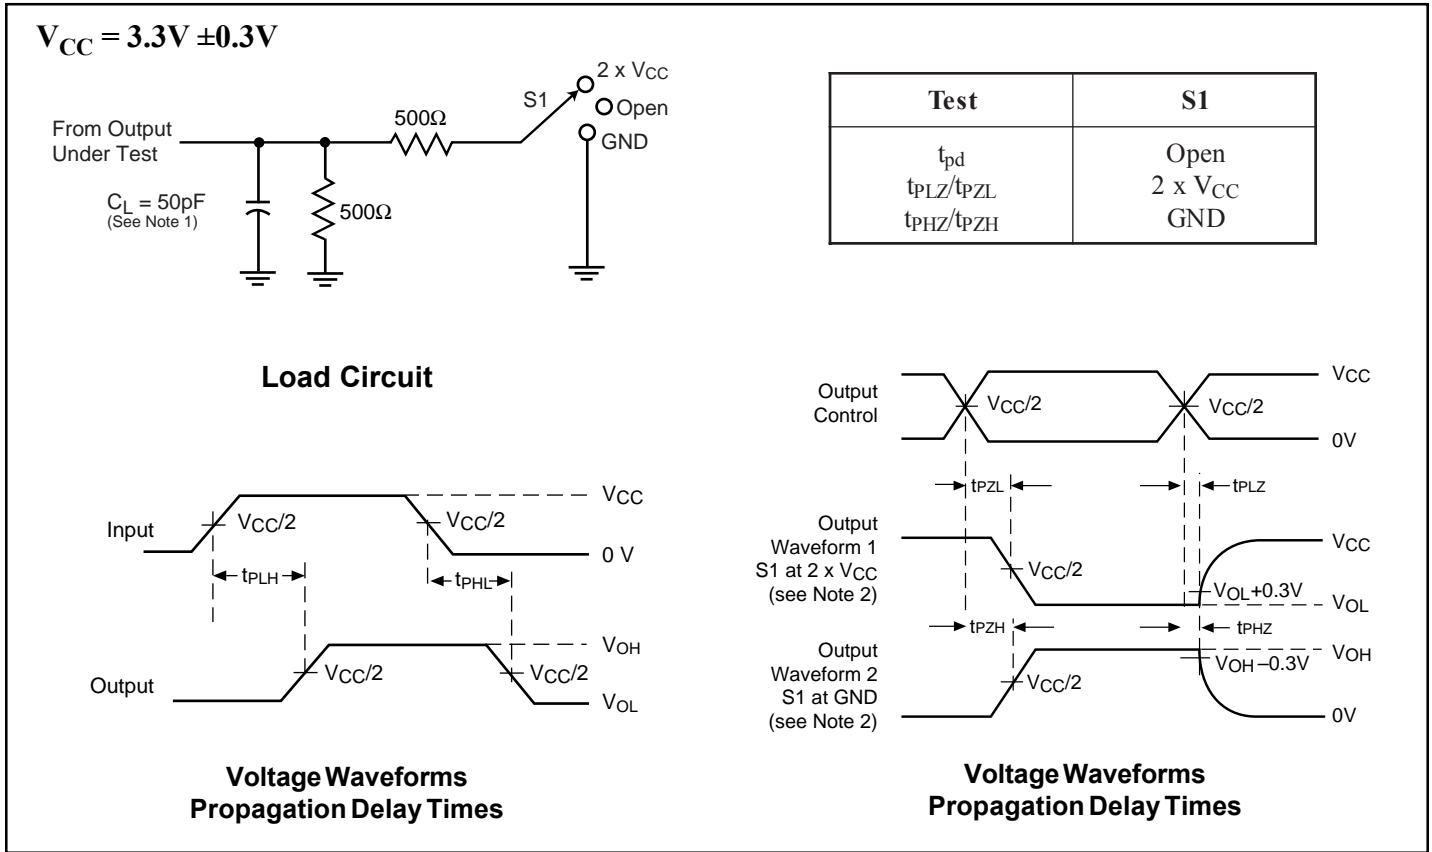 VCC = 3.3V ±0.3V
2 x VCC
S1
Open
500Ω
GND
From Output
Under Test
CL = 50pF
(See Note 1)
500Ω
Test S1
tpd Open
tPLZ/tPZL 2 x VCC
tPHZ/tPZH GND
Load Circuit
Input
VCC/2
VCC/2
VCC
0 V
tPLH
tPHL
Output
VCC/2
VCC/2
VOH
VOL
Voltage Waveforms
Propagation Delay Times
Output
Control
VCC/2
VCC/2
VCC
0V
tPZL
tPLZ
Output
Waveform 1
S1 at 2 x VCC
(see Note 2)
VCC/2
VCC
VOL+0.3V
VOL
tPZH
tPHZ
Output
Waveform 2
S1 at GND
(see Note 2)
VCC/2
VOH
VOH–0.3V
0V
Voltage Waveforms
Propagation Delay Times